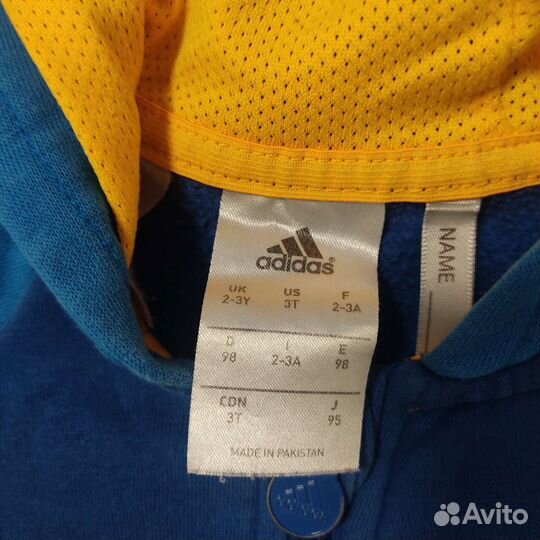 adidas
UK US F
2-3Y 3T 2-3A
D I E
98 2-3A 98
CDN J
3T 95
MADE IN PAKISTAN
NAME
Avito